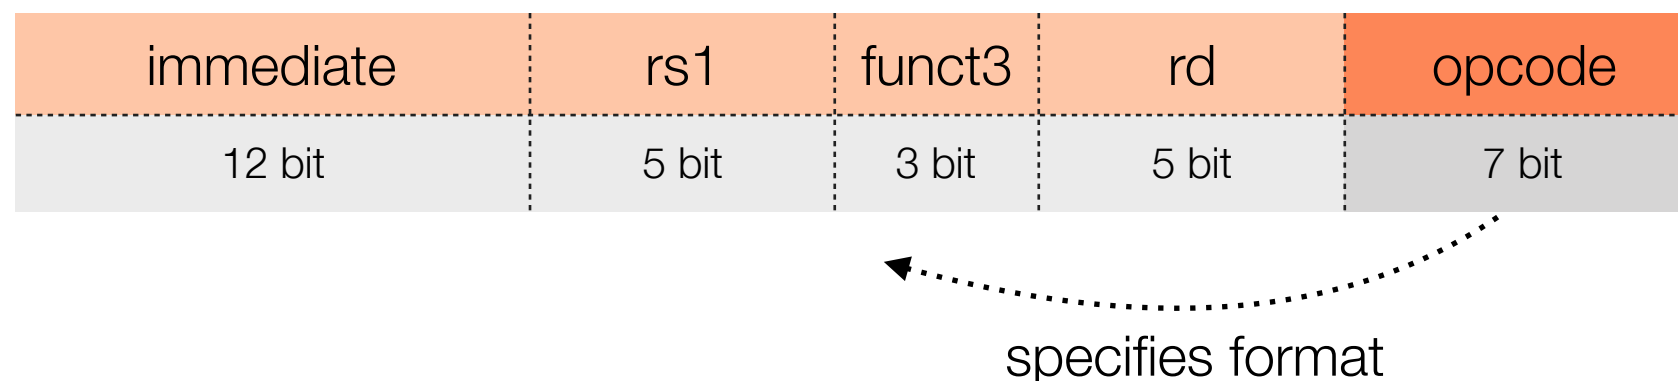 immediate rs1 funct3 rd opcode
12 bit 5 bit 3 bit 5 bit 7 bit
specifies format